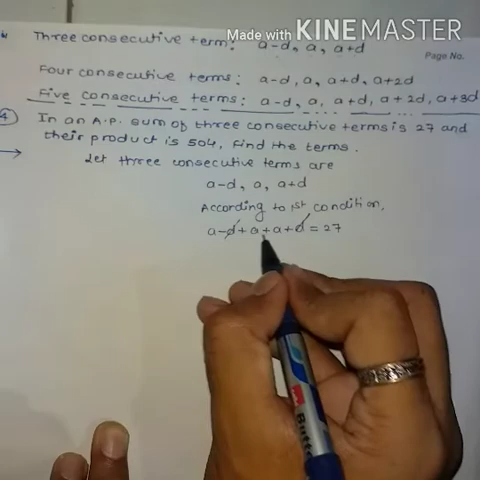 Made with KINEMASTER
Three consecutive term: a-d, a, a+d
Page No.
Four consecutive terms: a-d, a, a+d, a+2d
Five consecutive terms: a-d, a, a+d, a+2d, a+3d
4) In an A.P. sum of three consecutive terms is 27 and
their product is 504, find the terms.
→ Let three consecutive terms are
a-d, a, a+d
According to 1st condition,
a-d+a+a+d = 27